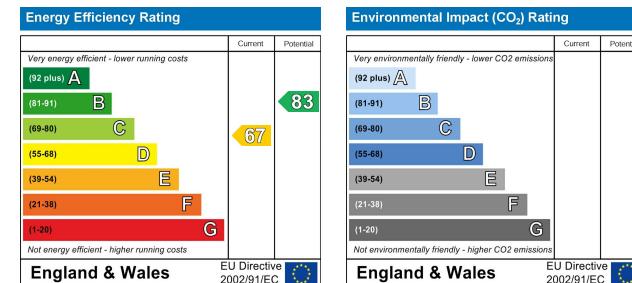 Energy Efficiency Rating
Current Potential
Very energy efficient - lower running costs
(92 plus) A
(81-91) B
83
(69-80) C
67
(55-68) D
(39-54) E
(21-38) F
(1-20) G
Not energy efficient - higher running costs
England & Wales
EU Directive
2002/91/EC
Environmental Impact (CO₂) Rating
Current Potent
Very environmentally friendly - lower CO2 emissions
(92 plus) A
(81-91) B
(69-80) C
(55-68) D
(39-54) E
(21-38) F
(1-20) G
Not environmentally friendly - higher CO2 emissions
England & Wales
EU Directive
2002/91/EC